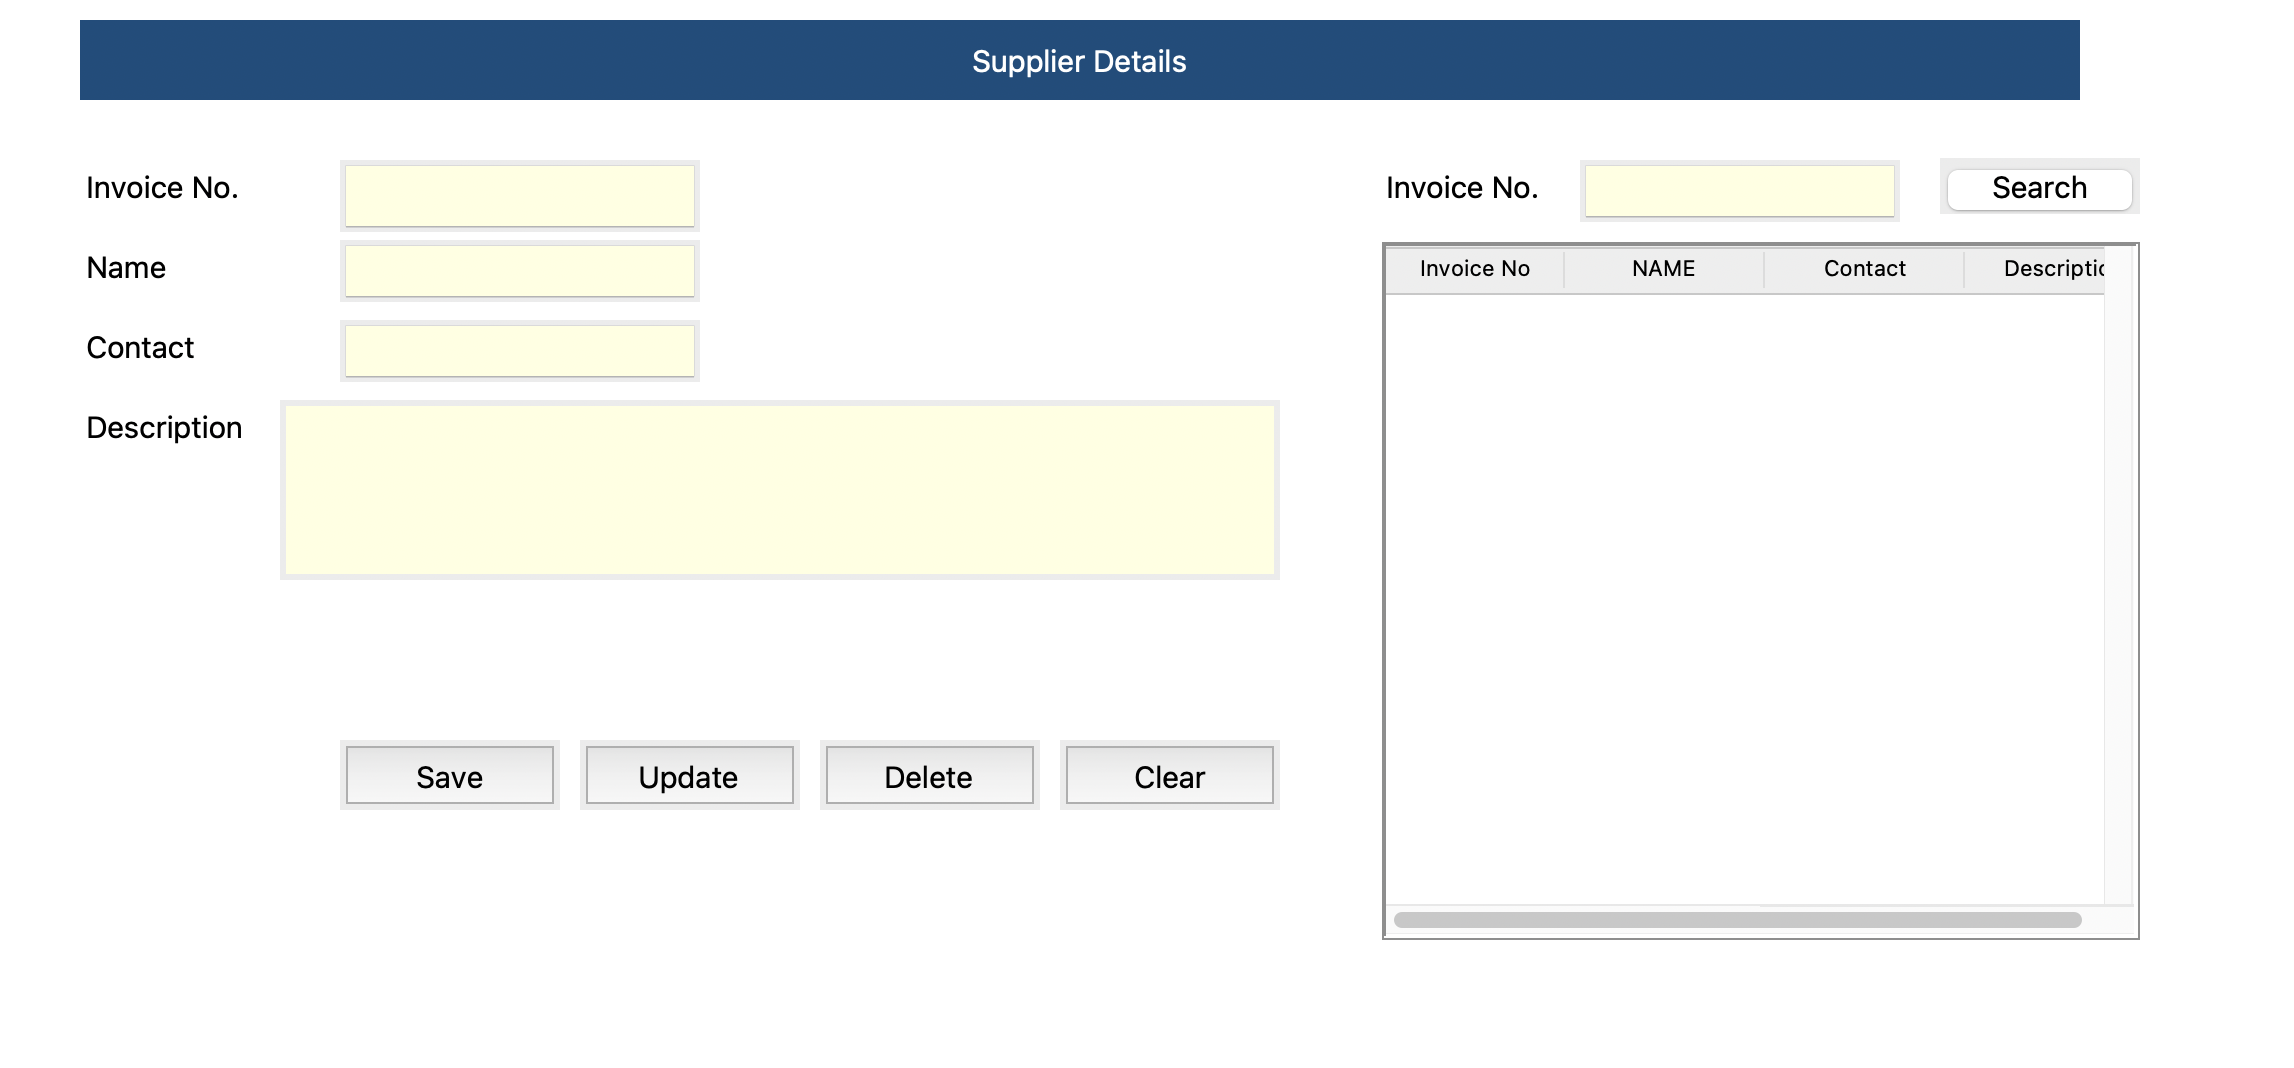 Supplier Details
Invoice No.
Name
Contact
Description
Save Update Delete Clear
Invoice No. Search
Invoice No NAME Contact Descriptic